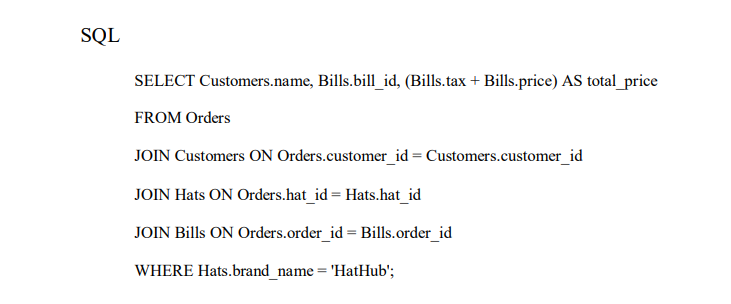 SQL
SELECT Customers.name, Bills.bill_id, (Bills.tax + Bills.price) AS total_price
FROM Orders
JOIN Customers ON Orders.customer_id = Customers.customer_id
JOIN Hats ON Orders.hat_id = Hats.hat_id
JOIN Bills ON Orders.order_id = Bills.order_id
WHERE Hats.brand_name = 'HatHub';